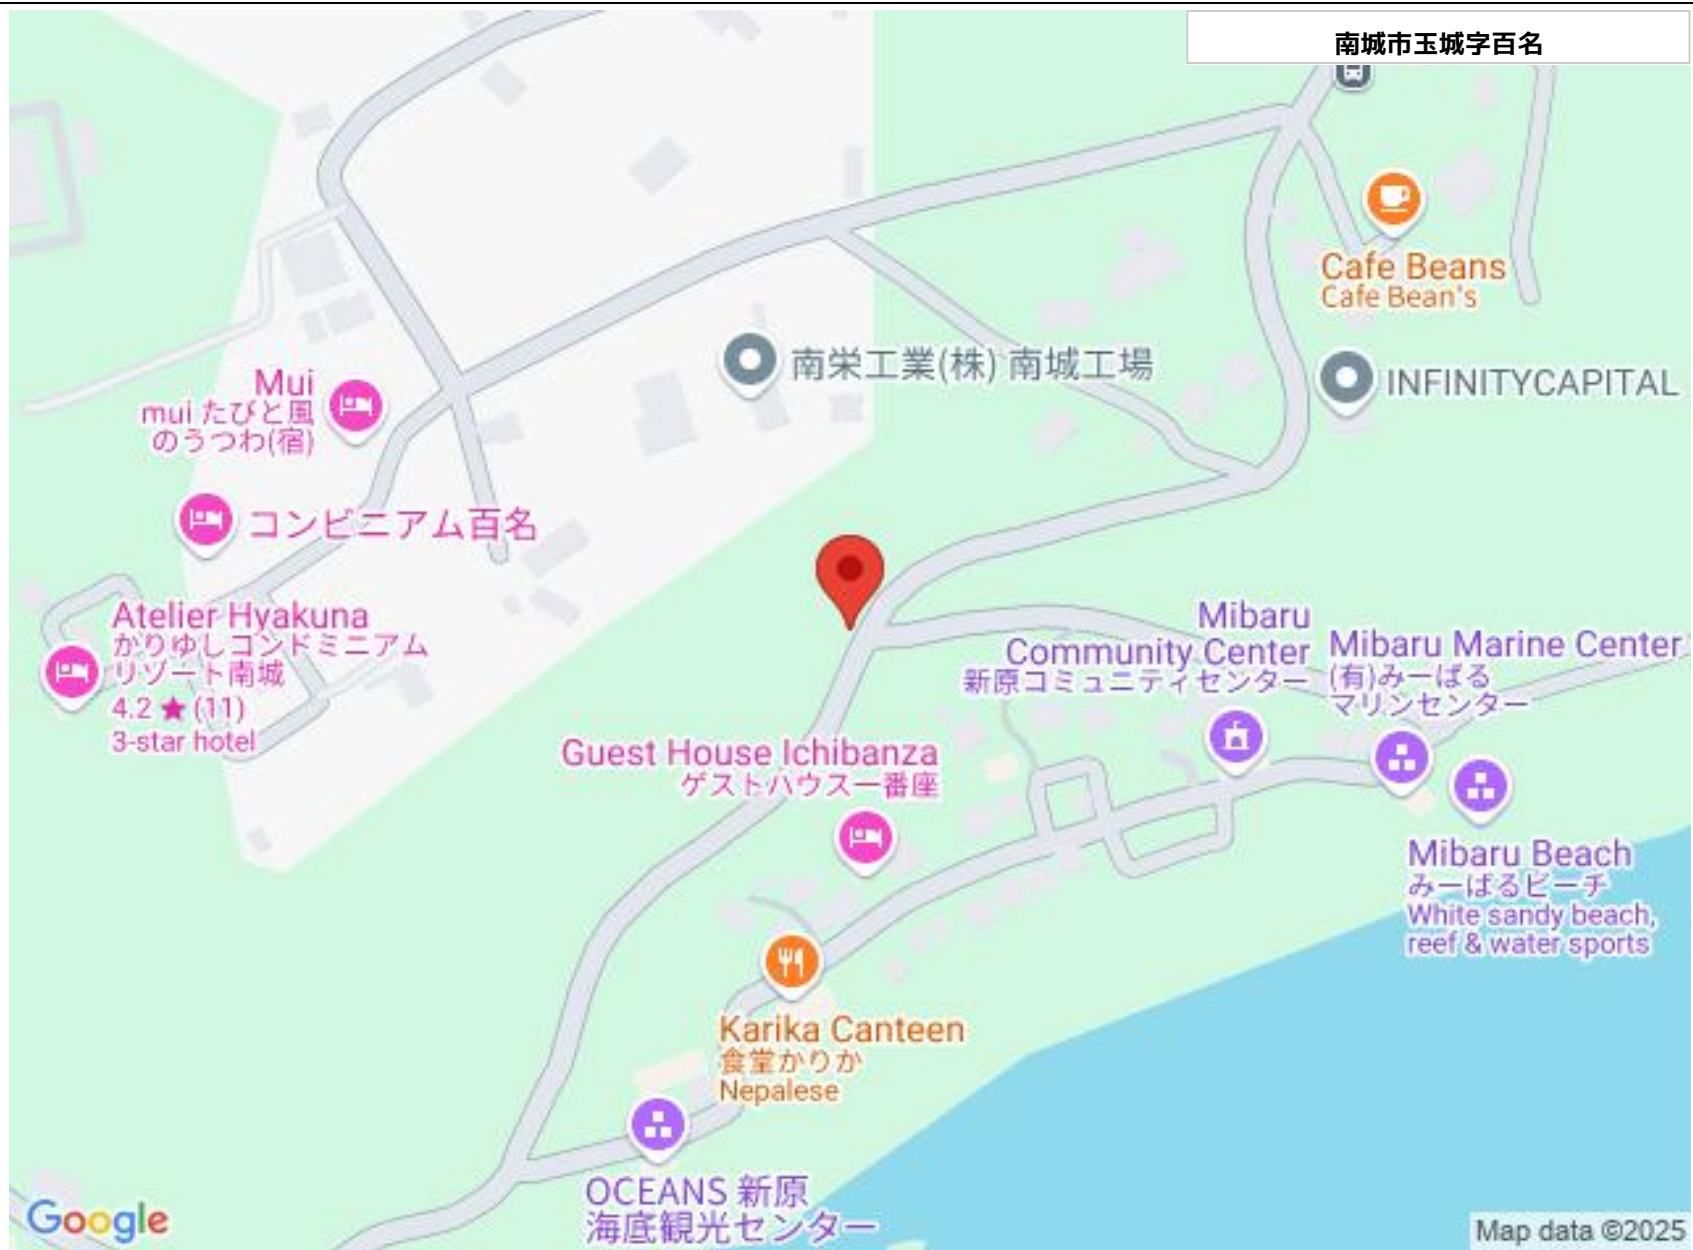 南城市玉城字百名
Cafe Beans
Cafe Bean's
南栄工業(株) 南城工場
INFINITYCAPITAL
Mui
mui たびと風
のうつわ(宿)
コンビニアム百名
Atelier Hyakuna
かりゆしコンドミニアム
リゾート南城
4.2 ★ (11)
3-star hotel
Mibaru
Community Center
新原コミュニティセンター
Mibaru Marine Center
(有)みーばる
マリンセンター
Guest House Ichibanza
ゲストハウス一番座
Mibaru Beach
みーばるビーチ
White sandy beach,
reef & water sports
Karika Canteen
食堂かりか
Nepalese
OCEANS 新原
海底観光センター
Google
Map data ©2025